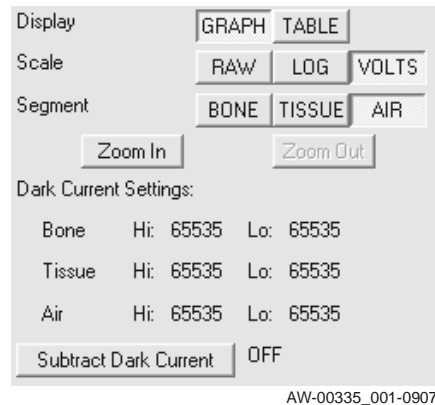 Display GRAPH TABLE
Scale RAW LOG VOLTS
Segment BONE TISSUE AIR
Zoom In Zoom Out
Dark Current Settings:
Bone Hi: 65535 Lo: 65535
Tissue Hi: 65535 Lo: 65535
Air Hi: 65535 Lo: 65535
Subtract Dark Current OFF
AW-00335_001-0907